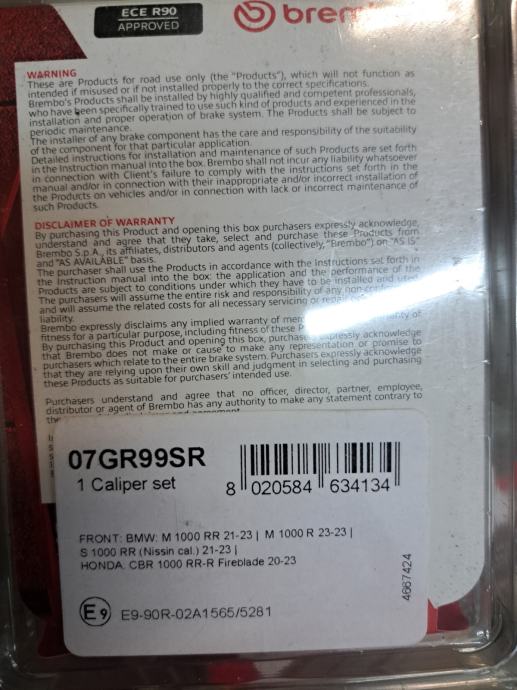 ECE R90
APPROVED
brem
WARNING
These are Products for road use only (the "Products"), which will not function as
intended if misused or if not installed properly to the correct specifications.
Brembo's Products shall be installed by highly qualified and competent professionals,
who have been specifically trained to use such kind of products and experienced in the
installation and proper operation of brake system. The Products shall be subject to
periodic maintenance.
The installer of any brake component has the care and responsibility of the suitability
of the component for that particular application.
Detailed instructions for installation and maintenance of such Products are set forth
in the Instruction manual into the box. Brembo shall not incur any liability whatsoever
in connection with Client's failure to comply with the instructions set forth in the
manual and/or in connection with their inappropriate and/or incorrect installation of
the Products on vehicles and/or in connection with lack or incorrect maintenance of
such Products.
DISCLAIMER OF WARRANTY
By purchasing this Product and opening this box purchasers expressly acknowledge,
understand and agree that they take, select and purchase these Products from
Brembo S.p.A., its affiliates, distributors and agents (collectively, "Brembo") on "AS IS"
and "AS AVAILABLE" basis.
The purchaser shall use the Products in accordance with the Instructions set forth in
the Instruction manual into the box: the application and the performance of the
Products are subject to conditions under which they have to be installed and used.
The purchasers will assume the entire risk and responsibility of any
and will assume the related costs for all necessary servicing or
liability.
Brembo expressly disclaims any implied warranty of
fitness for a particular purpose, including fitness of these
By purchasing this Product and opening this box, purchasers expressly acknowledge
that Brembo does not make or cause to make any representation or promise to
purchasers which relate to the entire brake system. Purchasers expressly acknowledge
that they are relying upon their own skill and judgment in selecting and purchasing
these Products as suitable for purchasers' intended use.
Purchasers understand and agree that no officer, director, partner, employee,
distributor or agent of Brembo has any authority to make any statement contrary to
07GR99SR
1 Caliper set
8 020584 634134
FRONT: BMW: M 1000 RR 21-23 | M 1000 R 23-23 |
S 1000 RR (Nissin cal.) 21-23 |
HONDA: CBR 1000 RR-R Fireblade 20-23
4667424
E9 E9-90R-02A1565/5281